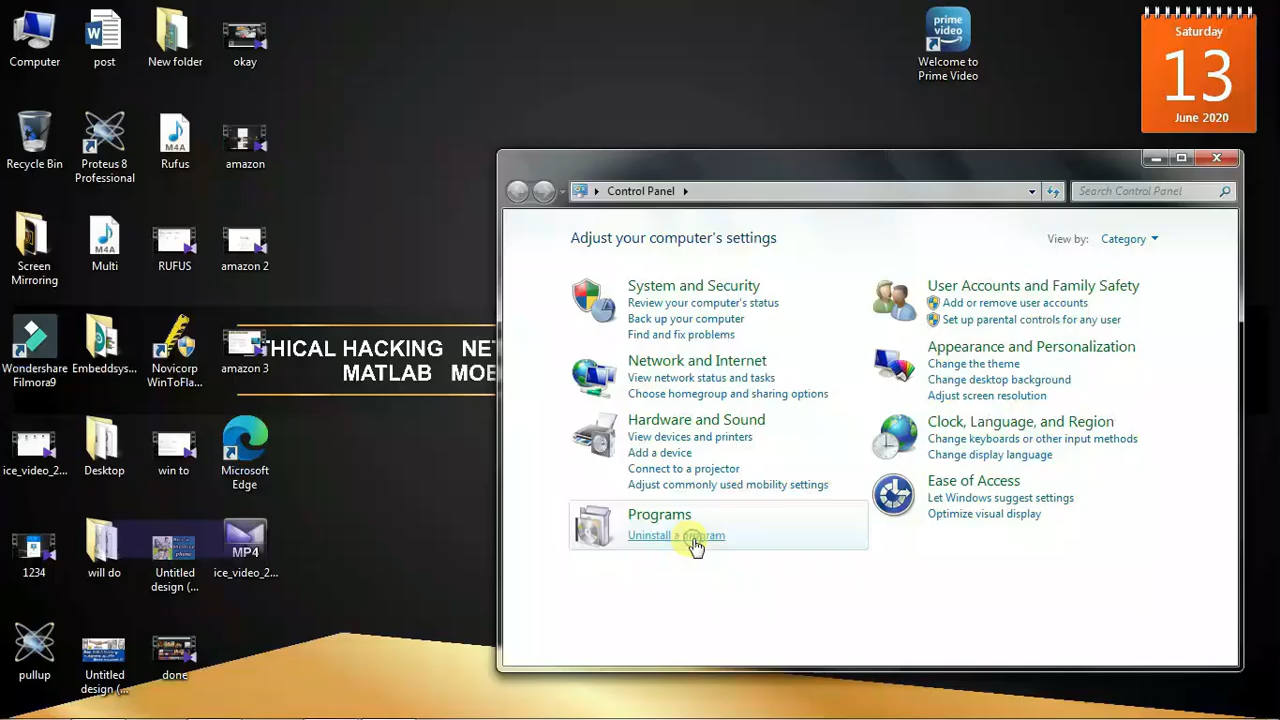 Computer
post
New folder
okay
Recycle Bin
Proteus 8
Professional
Rufus
amazon
Screen
Mirroring
Multi
RUFUS
amazon 2
Wondershare
Filmora9
Embeddsys...
Novicorp
WinToFla...
amazon 3
ice_video_2...
Desktop
win to
Microsoft
Edge
1234
will do
Untitled
design (...
ice_video_2...
pullup
Untitled
design (...
done
MP4
M4A
M4A
THICAL HACKING NE
MATLAB MOB
prime
video
Welcome to
Prime Video
Saturday
13
June 2020
Control Panel
Search Control Panel
Adjust your computer's settings
View by: Category
System and Security
Review your computer's status
Back up your computer
Find and fix problems
Network and Internet
View network status and tasks
Choose homegroup and sharing options
Hardware and Sound
View devices and printers
Add a device
Connect to a projector
Adjust commonly used mobility settings
Programs
Uninstall a program
User Accounts and Family Safety
Add or remove user accounts
Set up parental controls for any user
Appearance and Personalization
Change the theme
Change desktop background
Adjust screen resolution
Clock, Language, and Region
Change keyboards or other input methods
Change display language
Ease of Access
Let Windows suggest settings
Optimize visual display